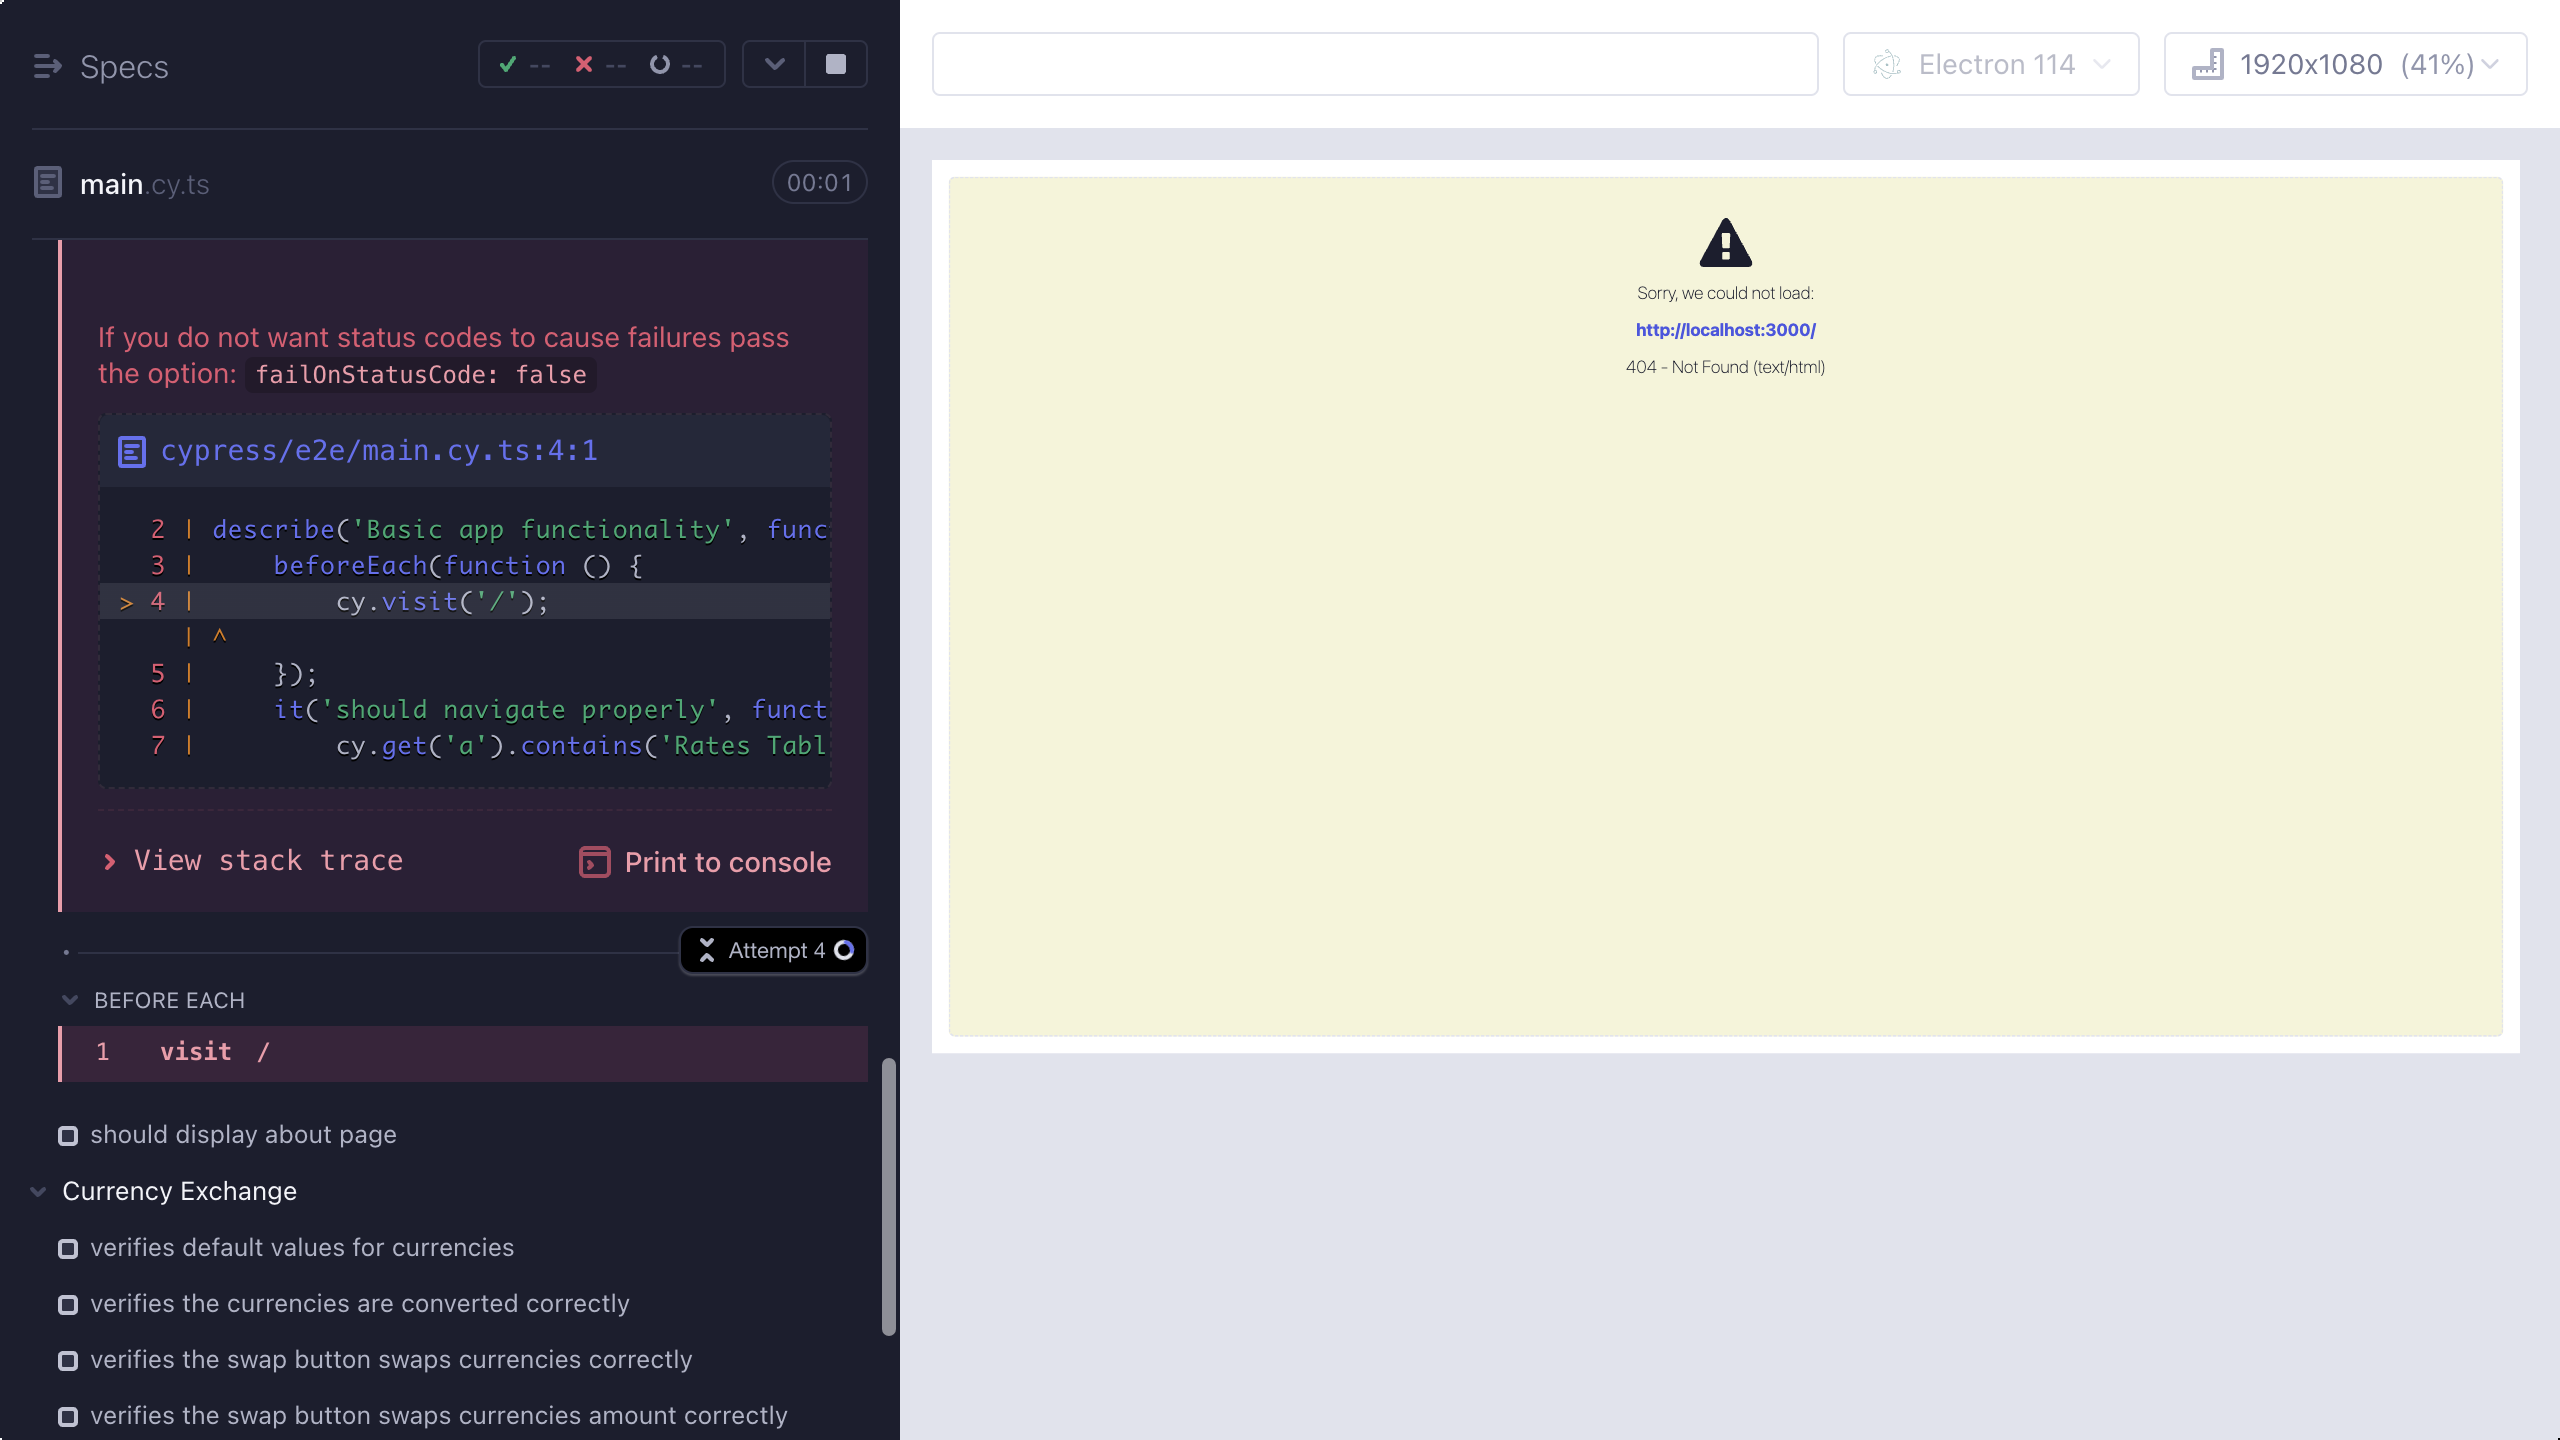 Specs
--
--
--
main.cy.ts
00:01
If you do not want status codes to cause failures pass
the option: failOnStatusCode: false
cypress/e2e/main.cy.ts:4:1
2 | describe('Basic app functionality', func
3 |     beforeEach(function () {
> 4 |         cy.visit('/');
| ^
5 |     });
6 |     it('should navigate properly', funct
7 |         cy.get('a').contains('Rates Tabl
View stack trace
Print to console
Attempt 4
BEFORE EACH
1 visit /
should display about page
Currency Exchange
verifies default values for currencies
verifies the currencies are converted correctly
verifies the swap button swaps currencies correctly
verifies the swap button swaps currencies amount correctly
Electron 114
1920x1080 (41%)
Sorry, we could not load:
http://localhost:3000/
404 - Not Found (text/html)